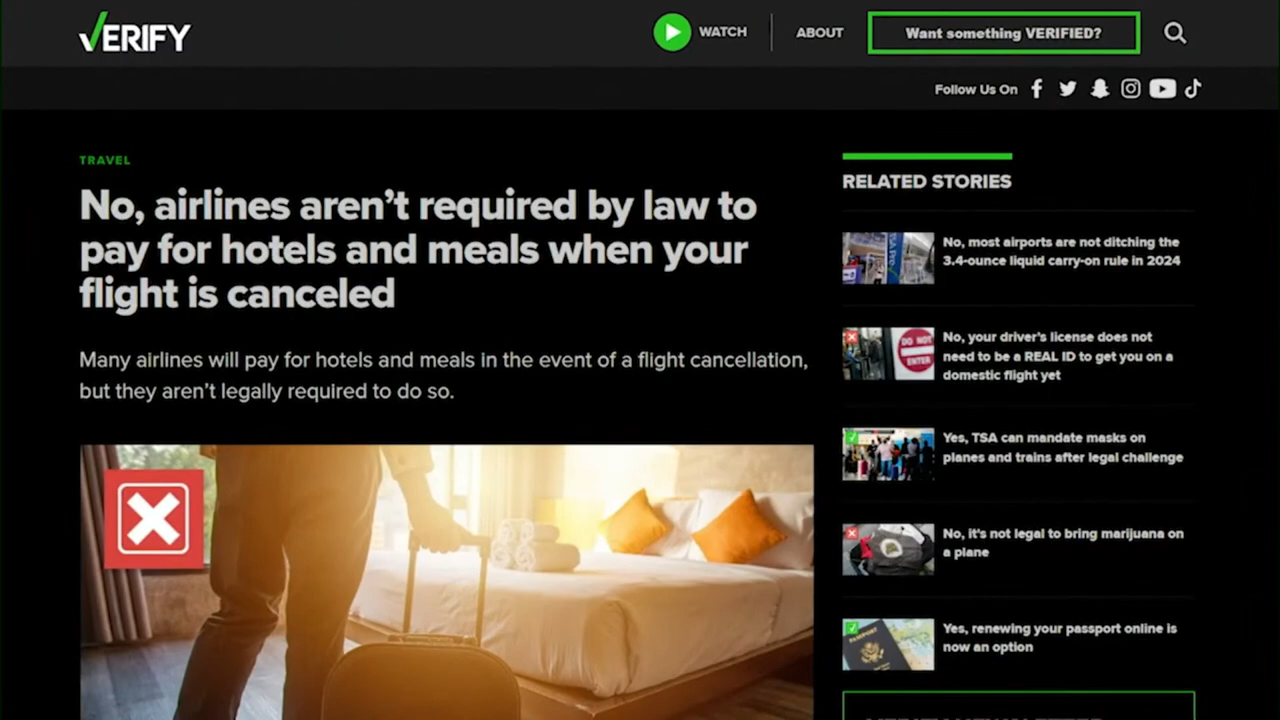 VERIFY
WATCH
ABOUT
Want something VERIFIED?
Follow Us On
TRAVEL
No, airlines aren't required by law to
pay for hotels and meals when your
flight is canceled
Many airlines will pay for hotels and meals in the event of a flight cancellation,
but they aren't legally required to do so.
RELATED STORIES
No, most airports are not ditching the
3.4-ounce liquid carry-on rule in 2024
DO NOT
ENTER
No, your driver's license does not
need to be a REAL ID to get you on a
domestic flight yet
Yes, TSA can mandate masks on
planes and trains after legal challenge
No, it's not legal to bring marijuana on
a plane
PASSPORT
Yes, renewing your passport online is
now an option